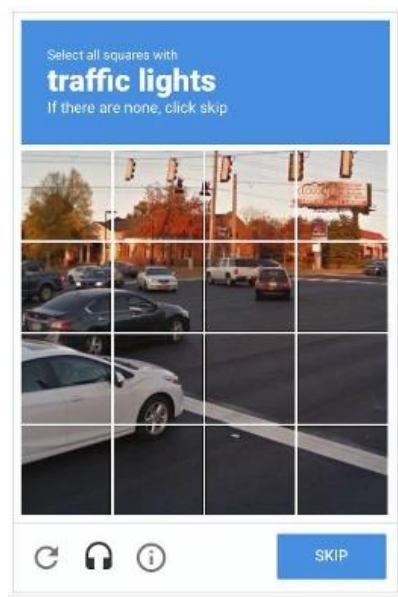 Select all squares with
traffic lights
If there are none, click skip
SKIP